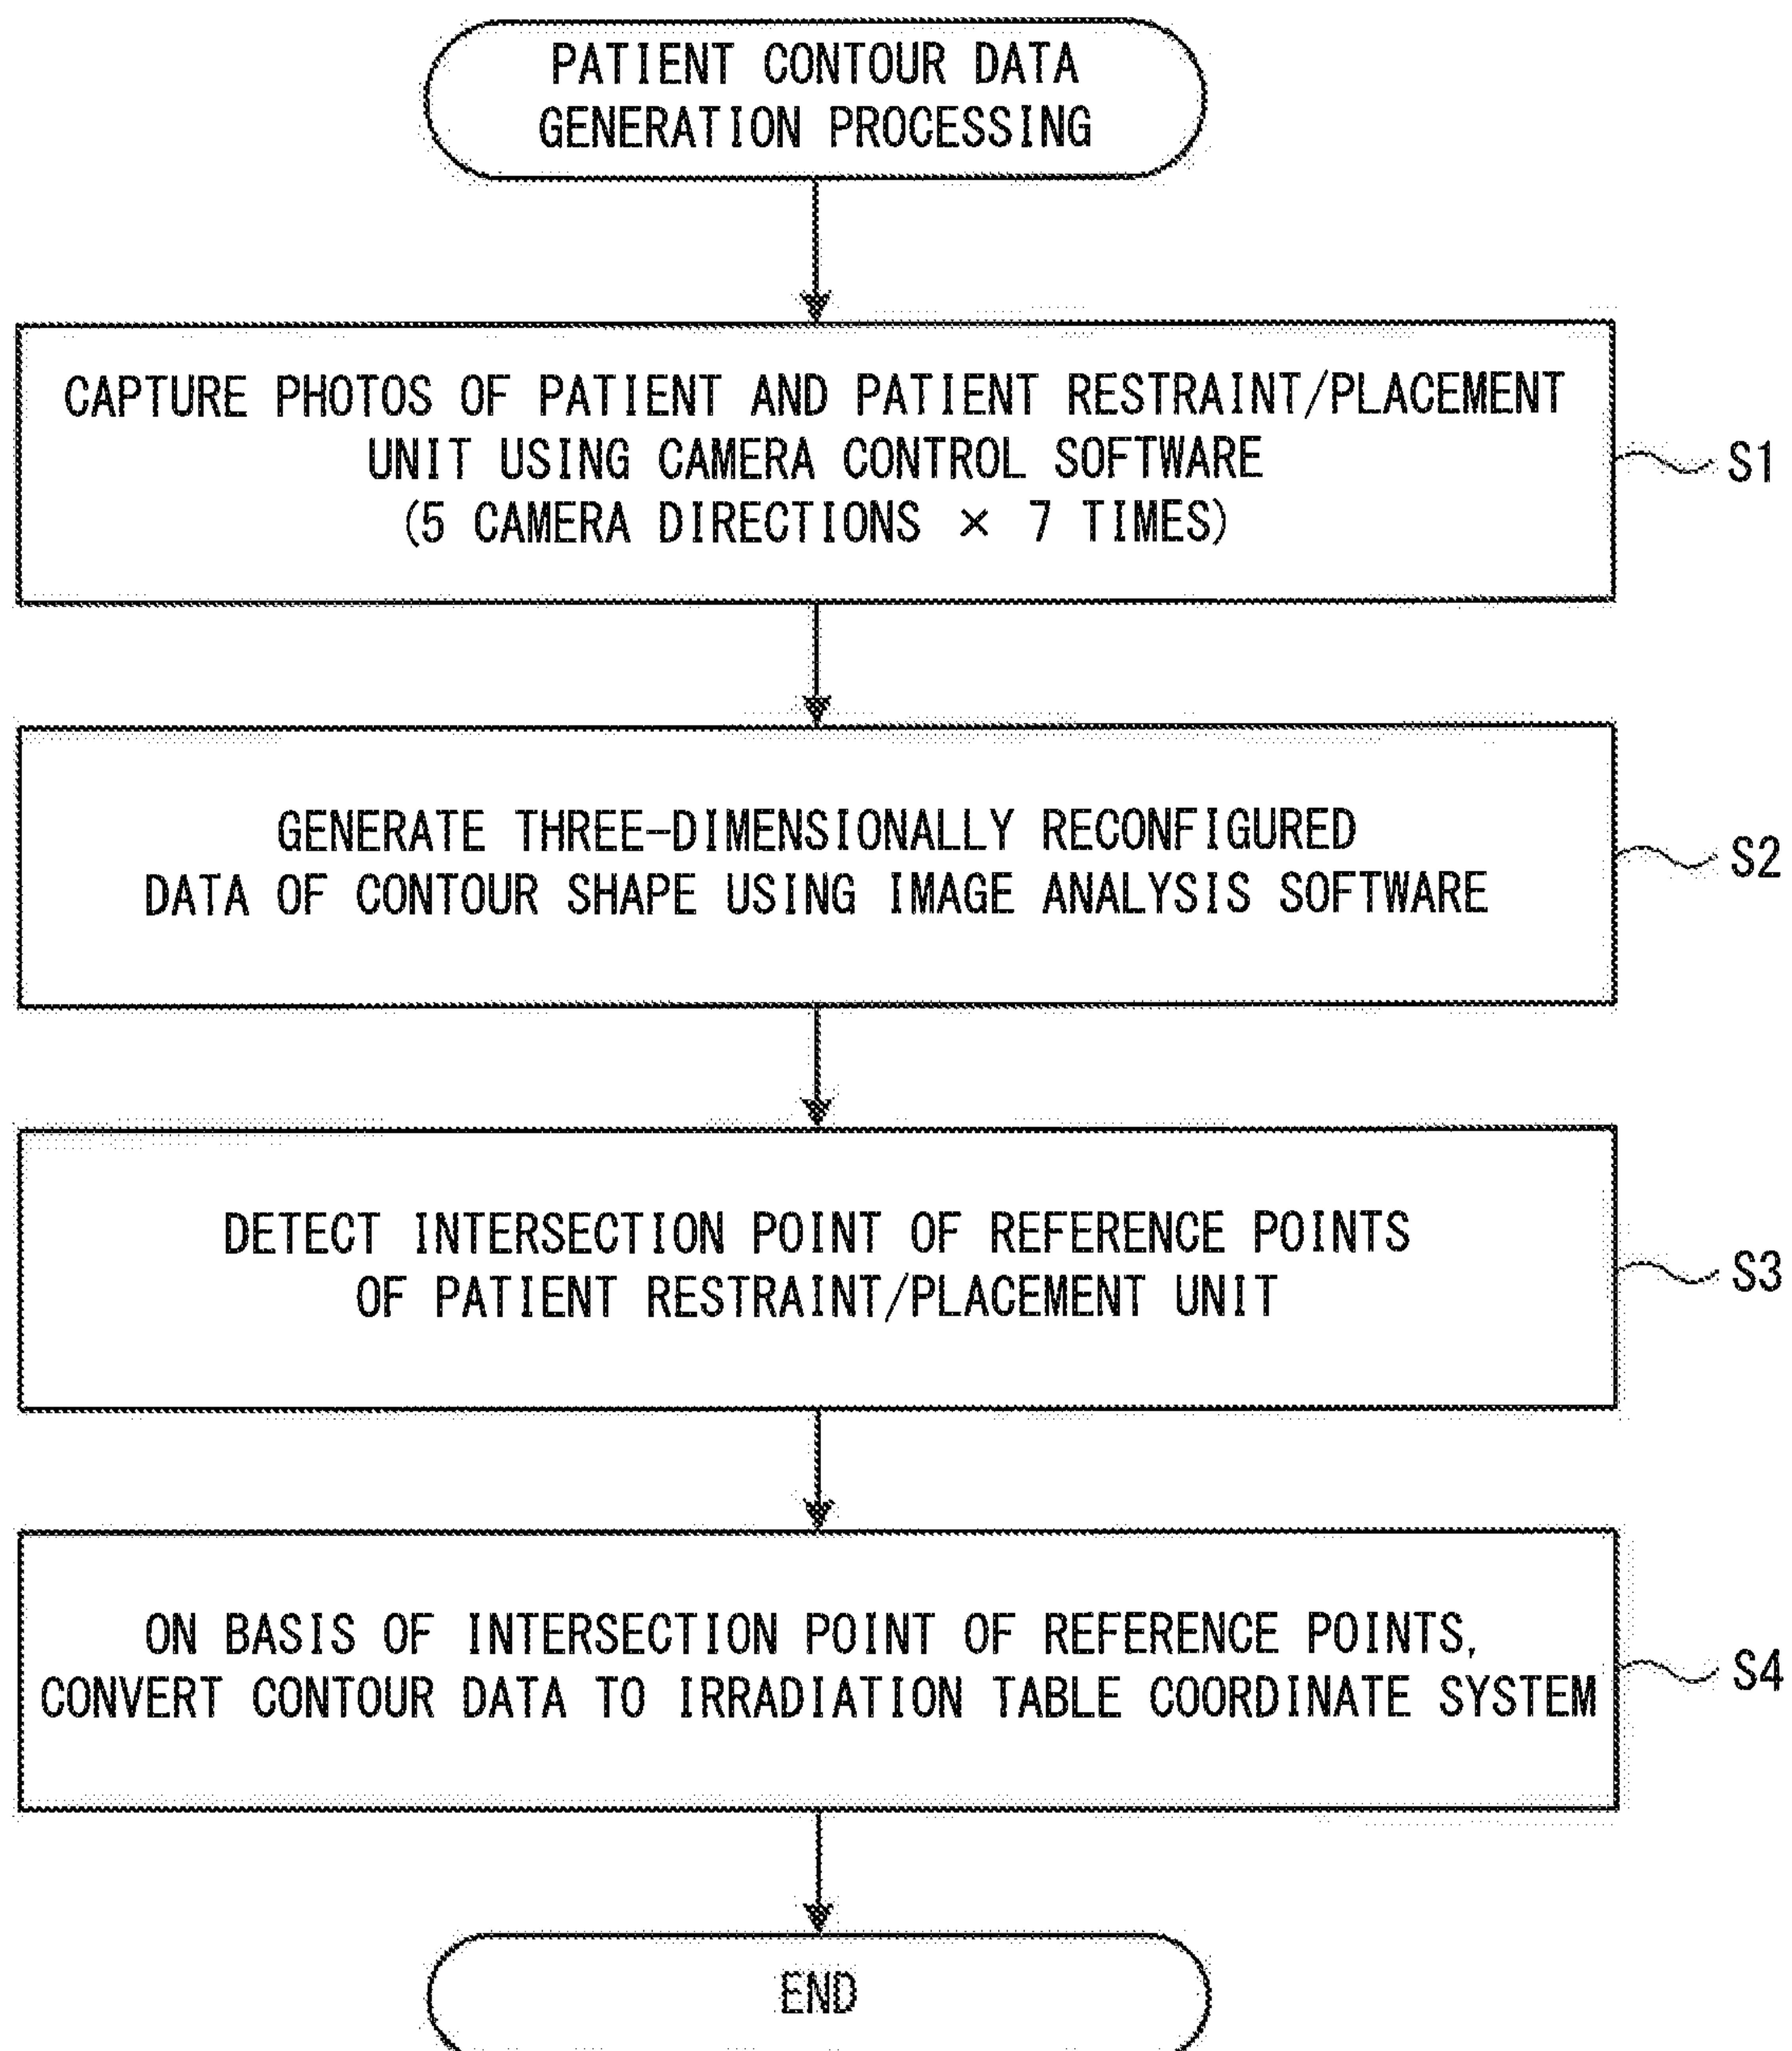 PATIENT CONTOUR DATA
GENERATION PROCESSING
CAPTURE PHOTOS OF PATIENT AND PATIENT RESTRAINT/PLACEMENT
UNIT USING CAMERA CONTROL SOFTWARE
(5 CAMERA DIRECTIONS × 7 TIMES)
S1
GENERATE THREE-DIMENSIONALLY RECONFIGURED
DATA OF CONTOUR SHAPE USING IMAGE ANALYSIS SOFTWARE
S2
DETECT INTERSECTION POINT OF REFERENCE POINTS
OF PATIENT RESTRAINT/PLACEMENT UNIT
S3
ON BASIS OF INTERSECTION POINT OF REFERENCE POINTS,
CONVERT CONTOUR DATA TO IRRADIATION TABLE COORDINATE SYSTEM
S4
END